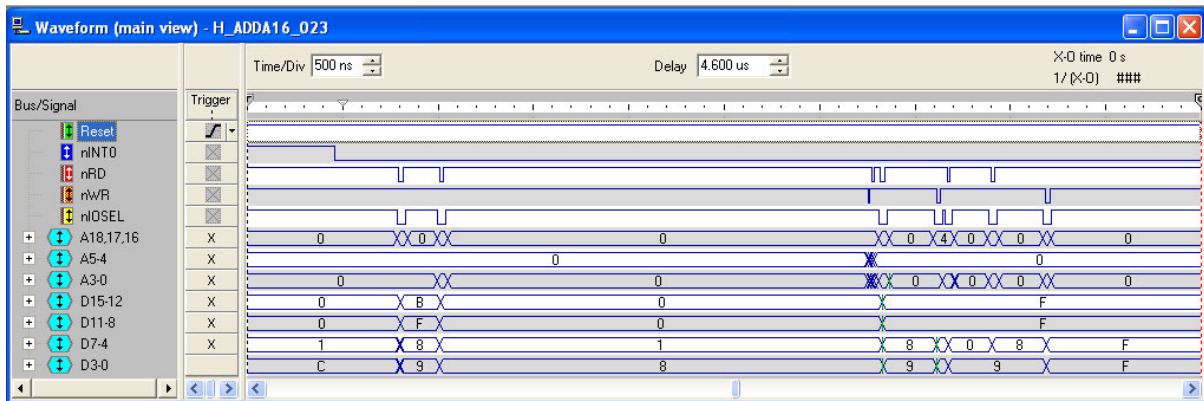 Waveform (main view) - H_ADDA16_023
Time/Div 500 ns Delay 4.600 us X-O time 0 s
1/ (X-O) ###
Bus/Signal Trigger
Reset
nINT0
nRD
nWR
nIOSEL
A18,17,16 X 0 0 0 0 4 0 0 0
A5-4 X 0 0
A3-0 X 0 0 0 0 0 0
D15-12 X 0 B 0 F
D11-8 X 0 F 0 F
D7-4 X 1 8 1 8 0 8 F
D3-0 C 9 8 9 9 F